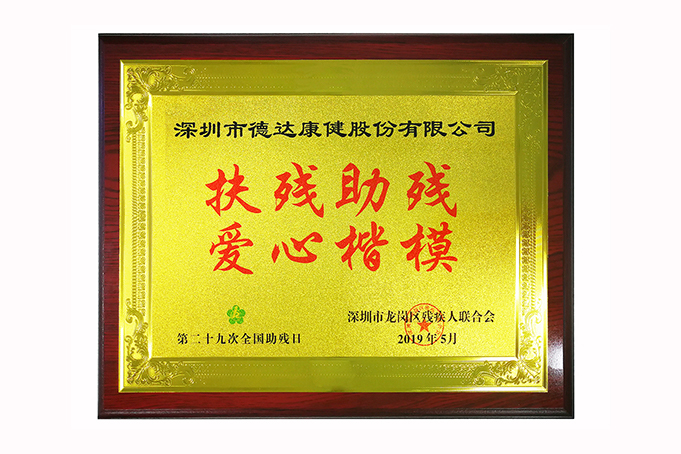 深圳市德达康健股份有限公司
扶残助残
爱心楷模
第二十九次全国助残日
深圳市龙岗区残疾人联合会
2019年5月